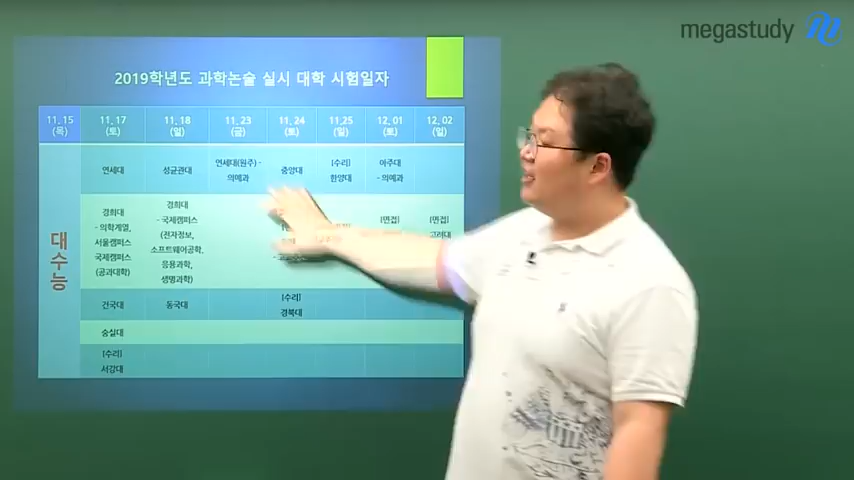 megastudy
2019학년도 과학논술 실시 대학 시험일자
11.15 11.17 11.18 11.23 11.24 11.25 12.01 12.02
(목) (토) (일) (금) (토) (일) (토) (일)
대수능
연세대 성균관대 연세대(원주) - 의예과 중앙대 [수리] 한양대 아주대 - 의예과
경희대
- 의학계열,
서울캠퍼스
국제캠퍼스
(공과대학)
경희대
- 국제캠퍼스
(전자정보,
소프트웨어공학,
응용과학,
생명과학)
[면접] [면접]
고려대
건국대 동국대 [수리] 경북대
숭실대
[수리]
서강대